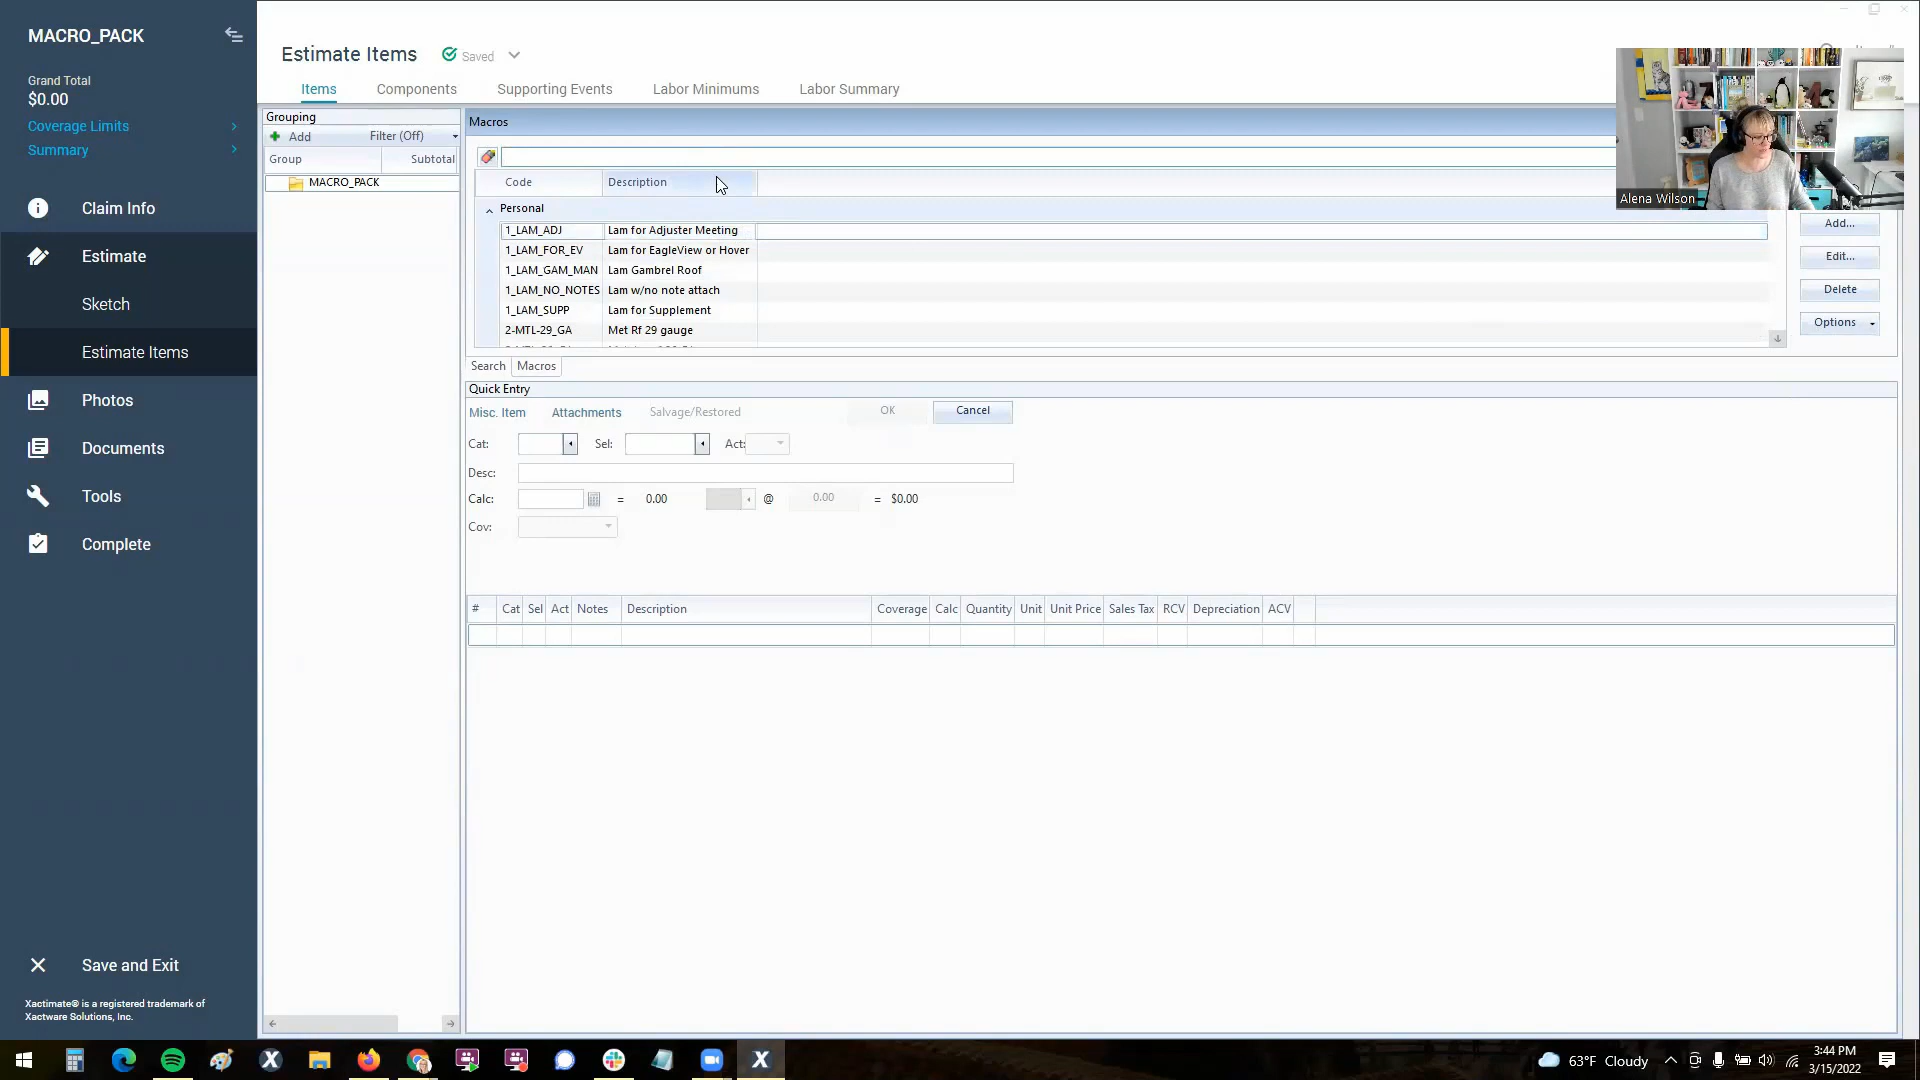 MACRO_PACK
Grand Total
$0.00
Coverage Limits
Summary
Claim Info
Estimate
Sketch
Estimate Items
Photos
Documents
Tools
Complete
Save and Exit
Xactimate® is a registered trademark of
Xactware Solutions, Inc.
Estimate Items Saved
Items Components Supporting Events Labor Minimums Labor Summary
Grouping
Add Filter (Off)
Group Subtotal
MACRO_PACK
Macros
Code Description
Personal
1_LAM_ADJ Lam for Adjuster Meeting
1_LAM_FOR_EV Lam for EagleView or Hover
1_LAM_GAM_MAN Lam Gambrel Roof
1_LAM_NO_NOTES Lam w/no note attach
1_LAM_SUPP Lam for Supplement
2-MTL-29_GA Met Rf 29 gauge
Add...
Edit...
Delete
Options
Alena Wilson
Search Macros
Quick Entry
Misc. Item Attachments Salvage/Restored OK Cancel
Cat: Sel: Act:
Desc:
Calc: = 0.00 @ 0.00 = $0.00
Cov:
# Cat Sel Act Notes Description Coverage Calc Quantity Unit Unit Price Sales Tax RCV Depreciation ACV
63°F Cloudy
3:44 PM
3/15/2022